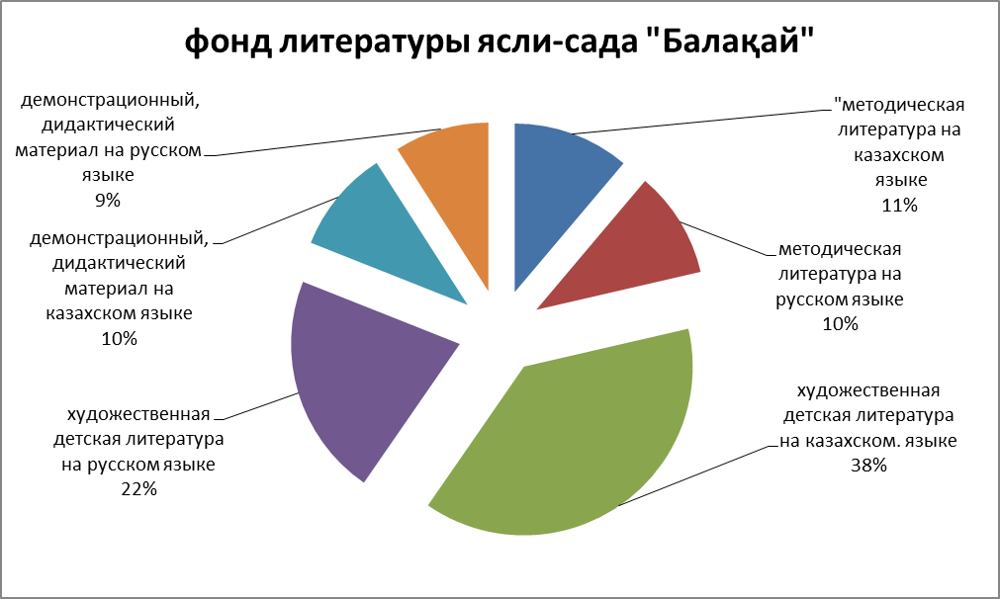 фонд литературы ясли-сада "Балақай"
"методическая
литература на
казахском
языке
11%
методическая
литература на
русском языке
10%
художественная
детская литература
на казахском. языке
38%
художественная
детская литература
на русском языке
22%
демонстрационный,
дидактический
материал на
казахском языке
10%
демонстрационный,
дидактический
материал на русском
языке
9%